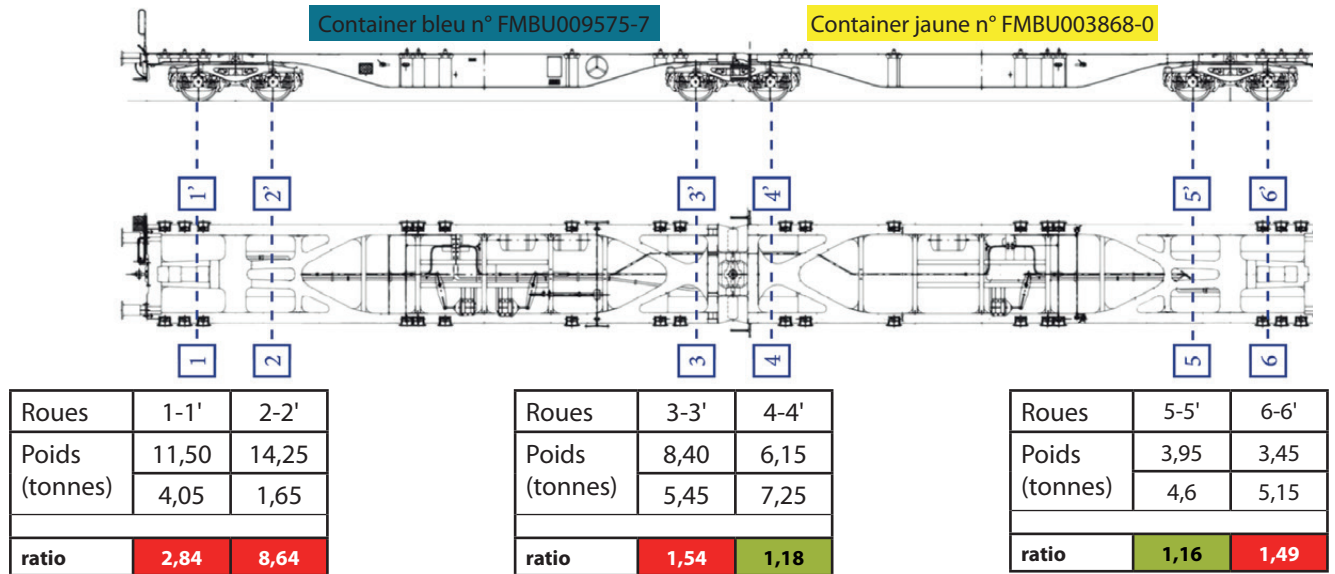 Container bleu n° FMBU009575-7
Container jaune n° FMBU003868-0
1' 2' 3' 4' 5' 6'
1 2 3 4 5 6
Roues 1-1' 2-2'
Poids (tonnes) 11,50 14,25
4,05 1,65
ratio 2,84 8,64
Roues 3-3' 4-4'
Poids (tonnes) 8,40 6,15
5,45 7,25
ratio 1,54 1,18
Roues 5-5' 6-6'
Poids (tonnes) 3,95 3,45
4,6 5,15
ratio 1,16 1,49